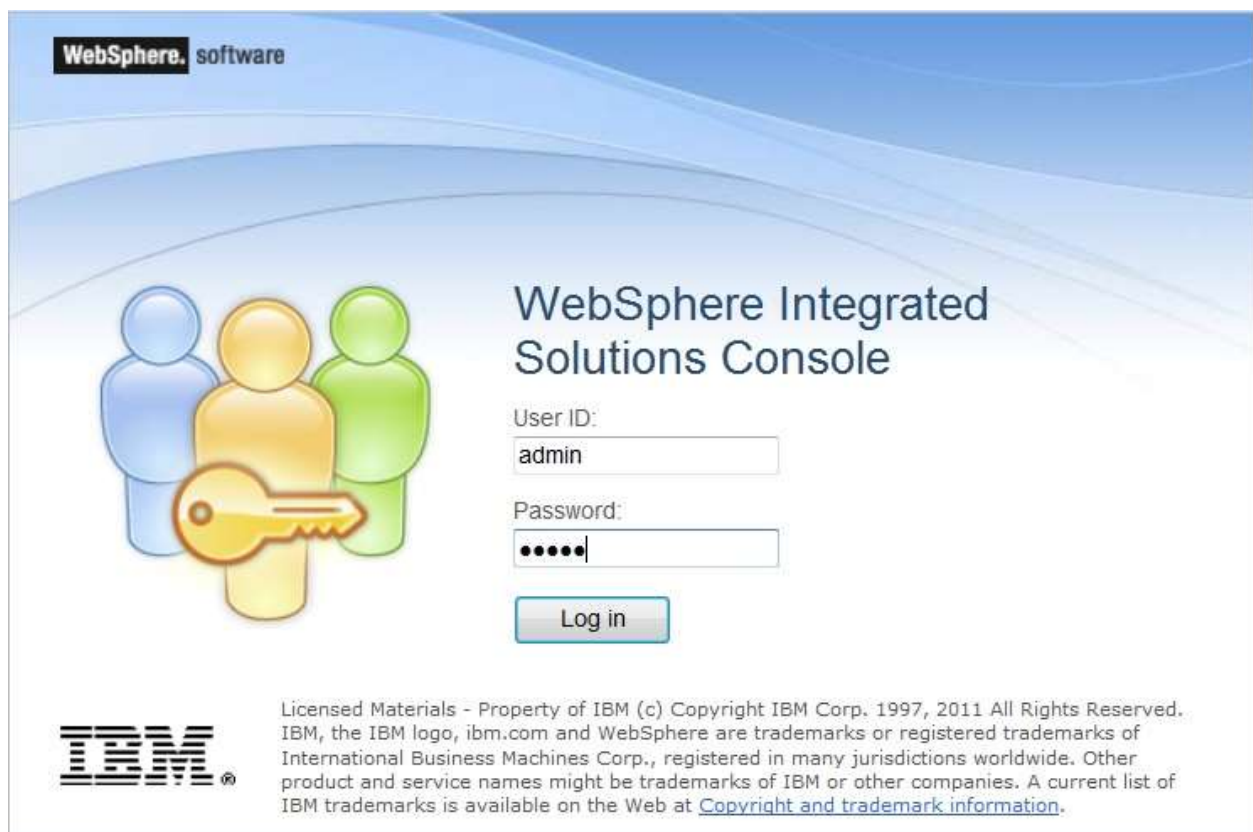 WebSphere. software
WebSphere Integrated
Solutions Console
User ID:
admin
Password:
•••••
Log in
Licensed Materials - Property of IBM (c) Copyright IBM Corp. 1997, 2011 All Rights Reserved.
IBM, the IBM logo, ibm.com and WebSphere are trademarks or registered trademarks of
International Business Machines Corp., registered in many jurisdictions worldwide. Other
product and service names might be trademarks of IBM or other companies. A current list of
IBM trademarks is available on the Web at Copyright and trademark information.
IBM®